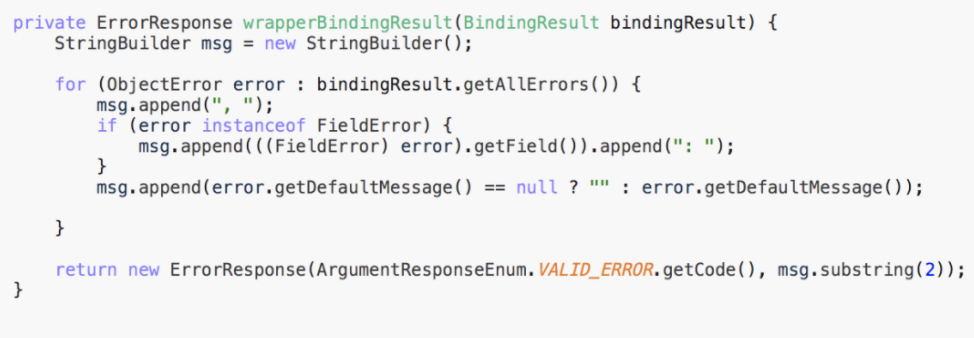 private ErrorResponse wrapperBindingResult(BindingResult bindingResult) {
    StringBuilder msg = new StringBuilder();

    for (ObjectError error : bindingResult.getAllErrors()) {
        msg.append(", ");
        if (error instanceof FieldError) {
            msg.append(((FieldError) error).getField()).append(": ");
        }
        msg.append(error.getDefaultMessage() == null ? "" : error.getDefaultMessage());

    }

    return new ErrorResponse(ArgumentResponseEnum.VALID_ERROR.getCode(), msg.substring(2));
}